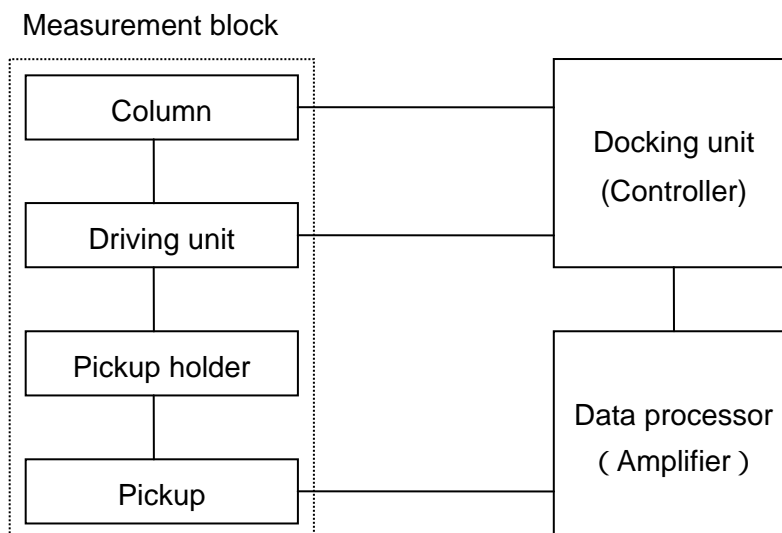 Measurement block
Column
Driving unit
Pickup holder
Pickup
Docking unit
(Controller)
Data processor
( Amplifier )